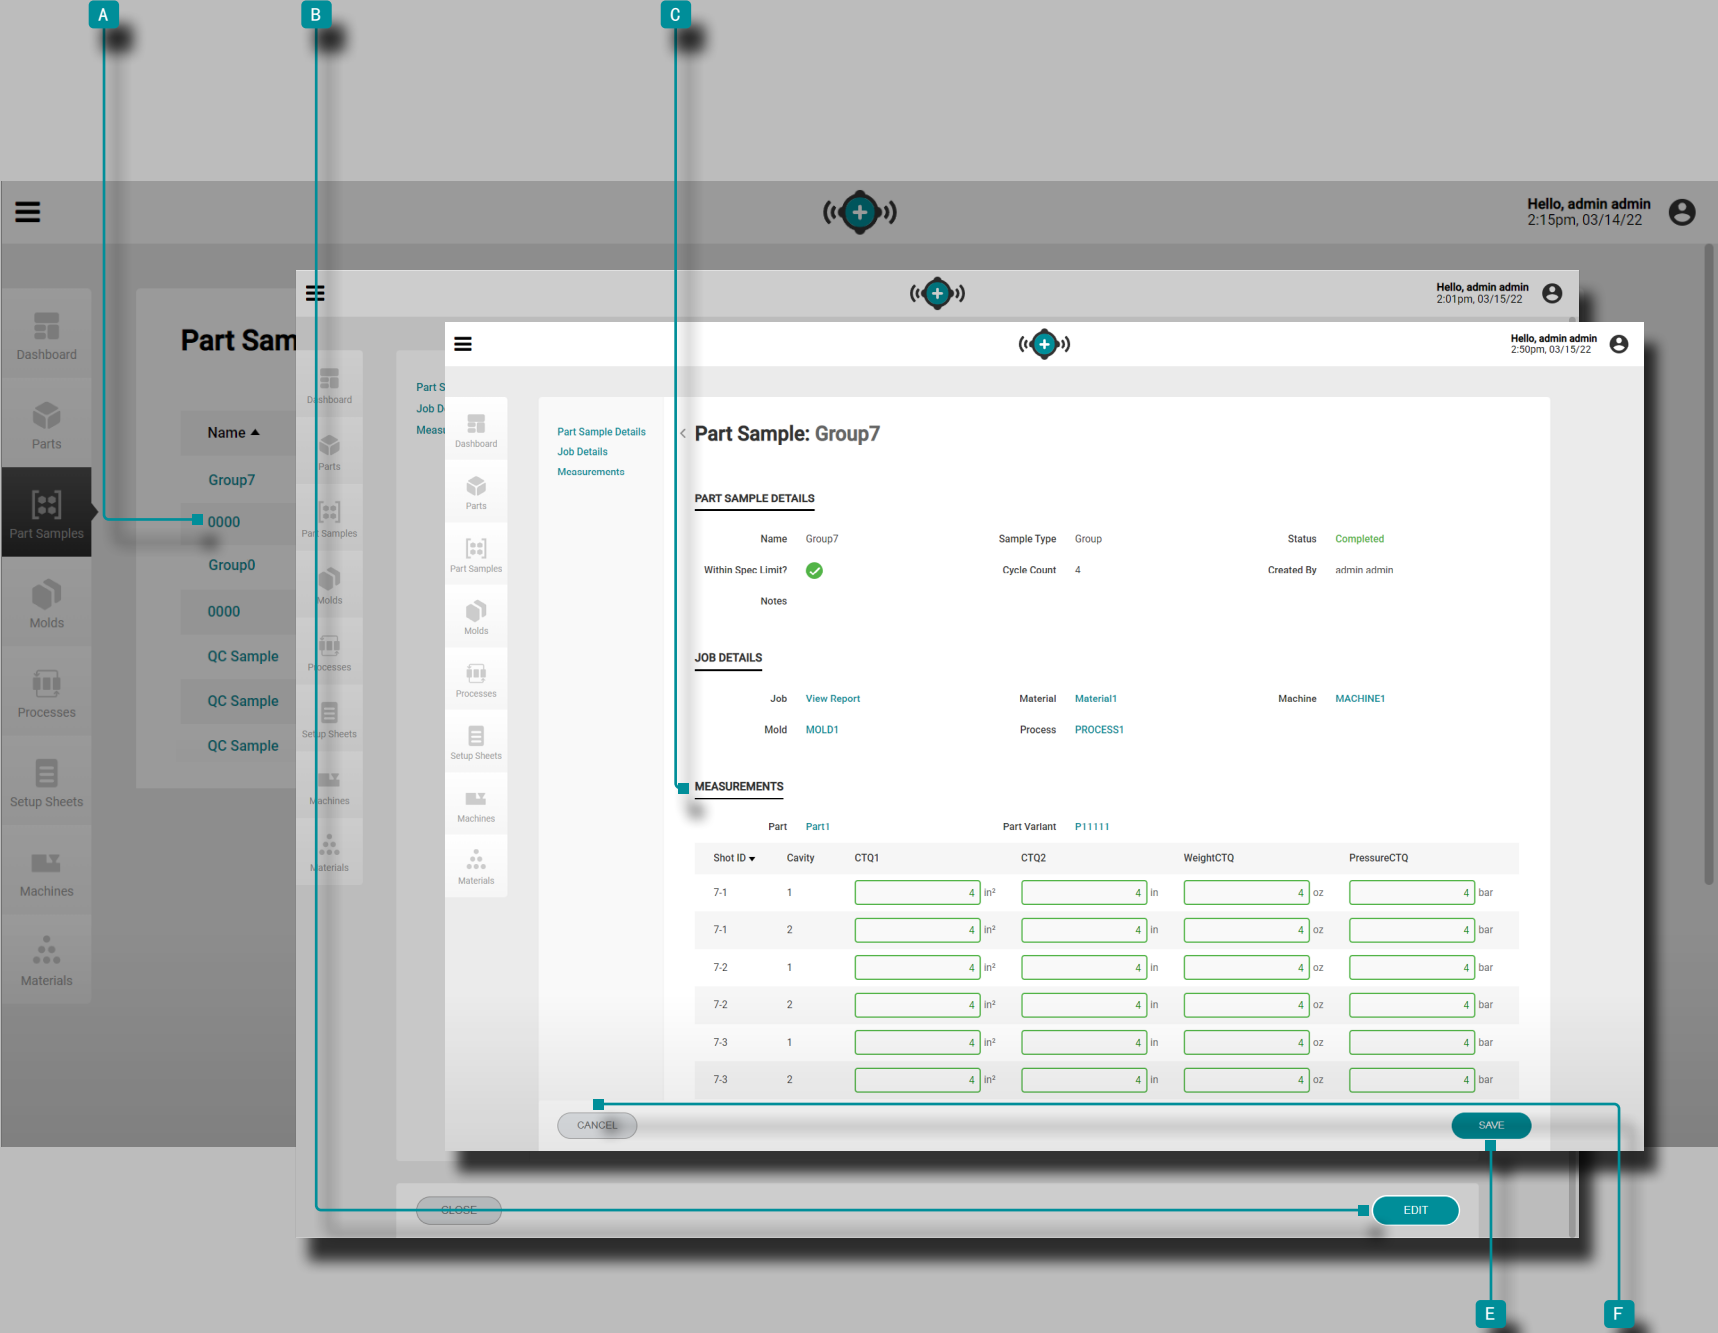 A
B
C
Hello, admin admin
2:15pm, 03/14/22
Dashboard
Parts
Part Samples
Molds
Processes
Setup Sheets
Machines
Materials
Part Sam
Name
Group7
0000
Group0
0000
QC Sample
QC Sample
QC Sample
Hello, admin admin
2:01pm, 03/15/22
Dashboard
Parts
Part Samples
Molds
Processes
Setup Sheets
Machines
Materials
Part S
Job D
Measu
CLOSE
EDIT
Hello, admin admin
2:50pm, 03/15/22
Dashboard
Parts
Part Samples
Molds
Processes
Setup Sheets
Machines
Materials
Part Sample Details
Job Details
Measurements
Part Sample: Group7
PART SAMPLE DETAILS
Name Group7 Sample Type Group Status Completed
Within Spec Limit? Cycle Count 4 Created By admin admin
Notes
JOB DETAILS
Job View Report Material Material1 Machine MACHINE1
Mold MOLD1 Process PROCESS1
MEASUREMENTS
Part Part1 Part Variant P11111
Shot ID Cavity CTQ1 CTQ2 WeightCTQ PressureCTQ
7-1 1 4 in² 4 in 4 oz 4 bar
7-1 2 4 in² 4 in 4 oz 4 bar
7-2 1 4 in² 4 in 4 oz 4 bar
7-2 2 4 in² 4 in 4 oz 4 bar
7-3 1 4 in² 4 in 4 oz 4 bar
7-3 2 4 in² 4 in 4 oz 4 bar
CANCEL
SAVE
E
F